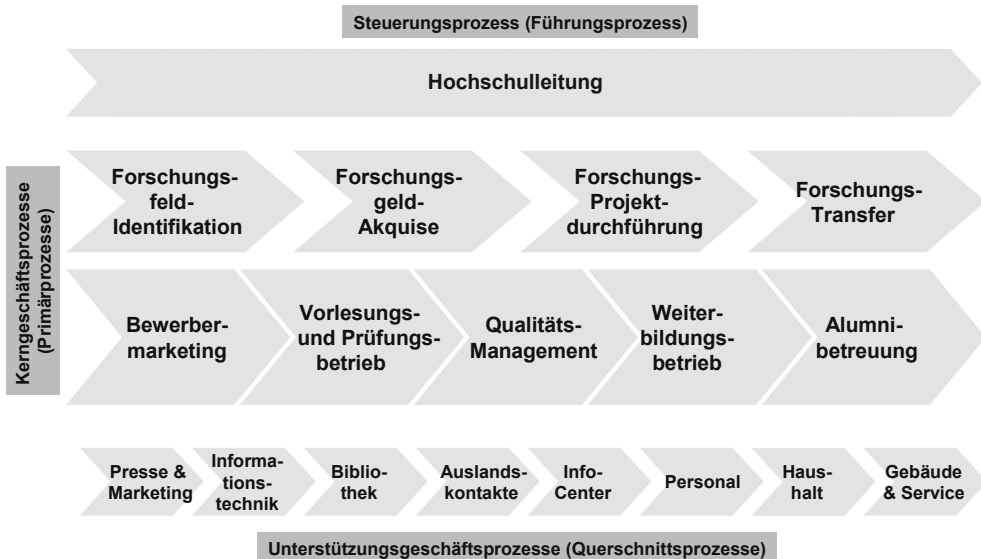 Steuerungsprozess (Führungsprozess)
Hochschulleitung
Kerngeschäftsprozesse
(Primärprozesse)
Forschungs-
feld-
Identifikation
Forschungs-
geld-
Akquise
Forschungs-
Projekt-
durchführung
Forschungs-
Transfer
Bewerber-
marketing
Vorlesungs-
und Prüfungs-
betrieb
Qualitäts-
Management
Weiter-
bildungs-
betrieb
Alumni-
betreuung
Presse &
Marketing
Informa-
tions-
technik
Biblio-
thek
Auslands-
kontakte
Info-
Center
Personal
Haus-
halt
Gebäude
& Service
Unterstützungsgeschäftsprozesse (Querschnittsprozesse)